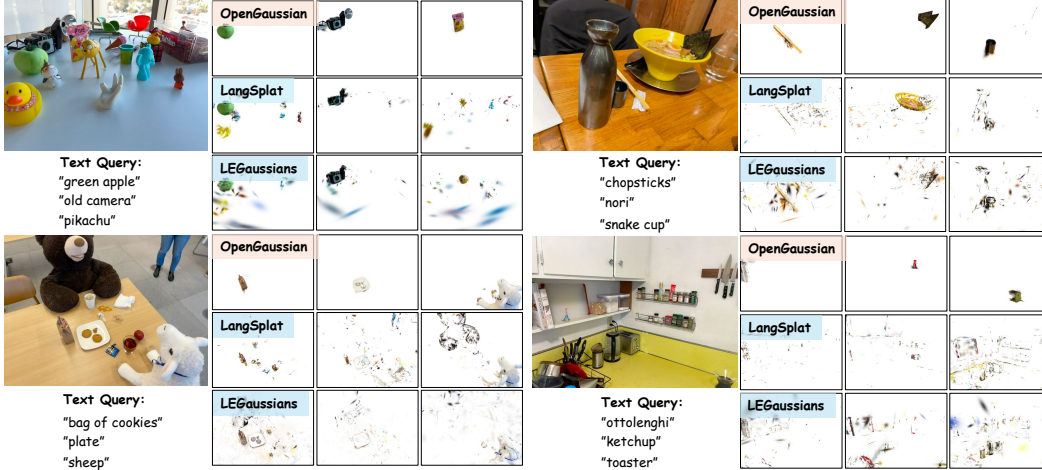 OpenGaussian
LangSplat
LEGaussians
Text Query:
"green apple"
"old camera"
"pikachu"
OpenGaussian
LangSplat
LEGaussians
Text Query:
"chopsticks"
"nori"
"snake cup"
OpenGaussian
LangSplat
LEGaussians
Text Query:
"bag of cookies"
"plate"
"sheep"
OpenGaussian
LangSplat
LEGaussians
Text Query:
"ottolenghi"
"ketchup"
"toaster"